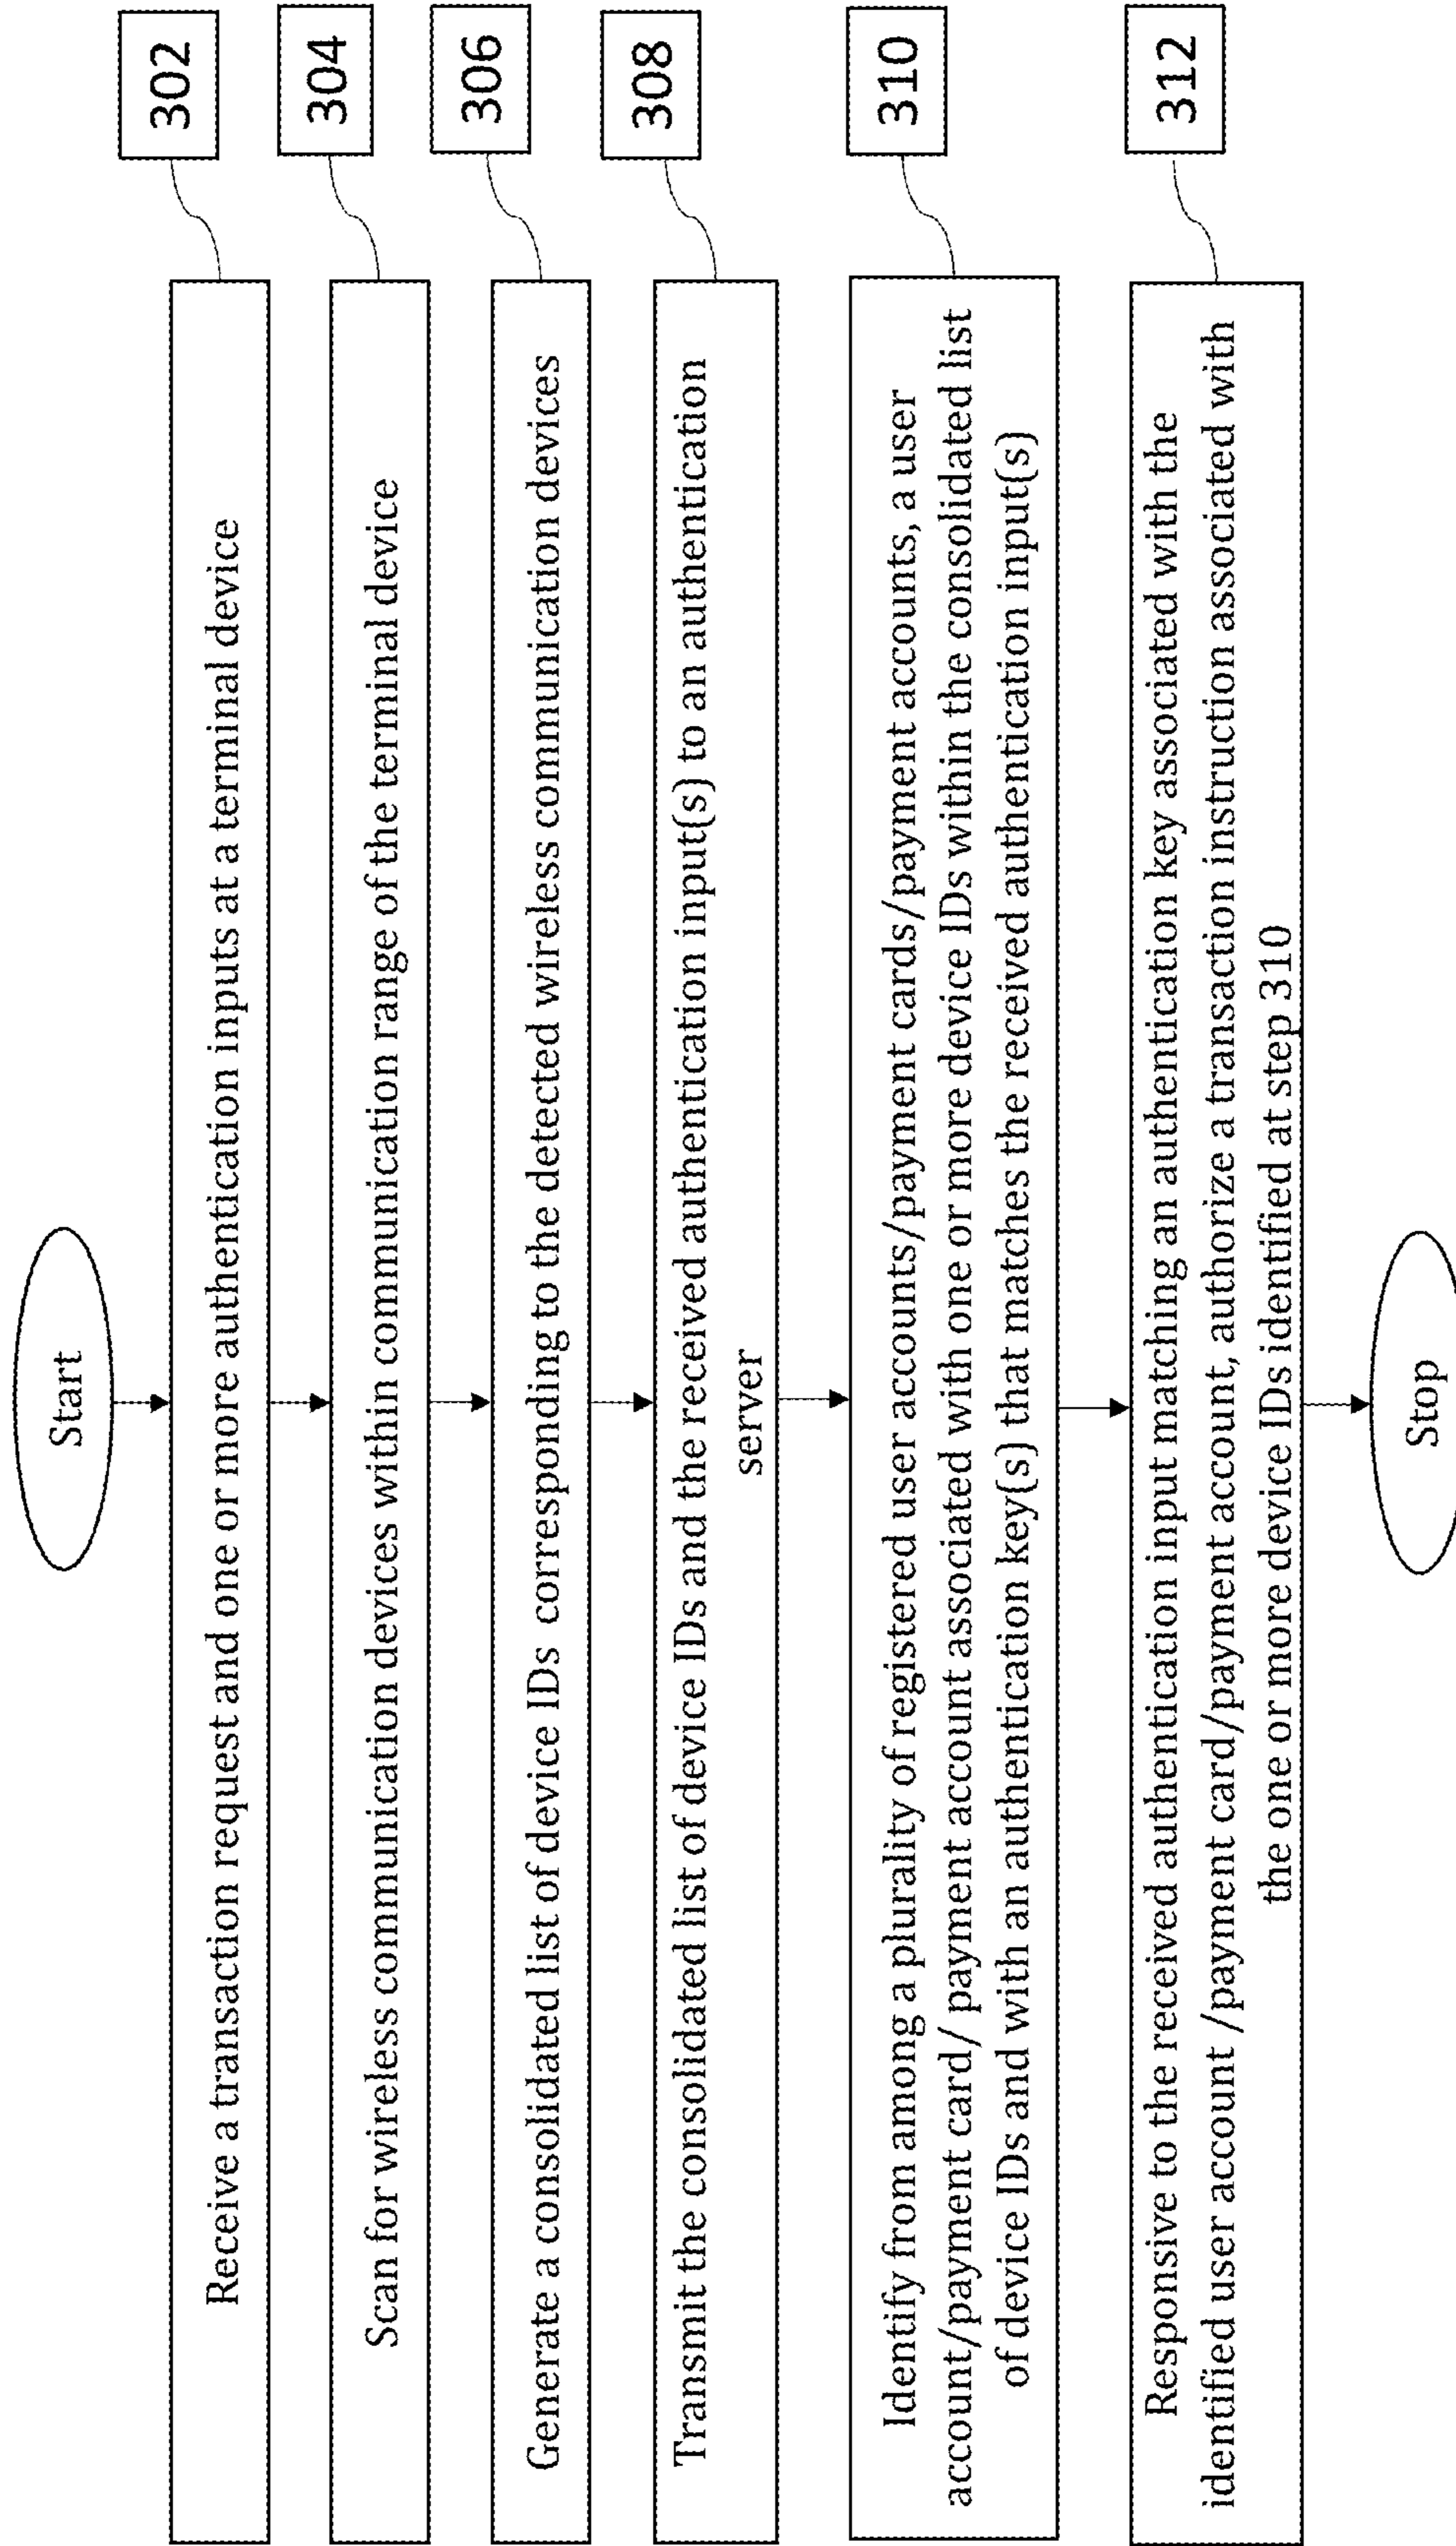 Start
Receive a transaction request and one or more authentication inputs at a terminal device
302
Scan for wireless communication devices within communication range of the terminal device
304
Generate a consolidated list of device IDs corresponding to the detected wireless communication devices
306
Transmit the consolidated list of device IDs and the received authentication input(s) to an authentication
server
308
Identify from among a plurality of registered user accounts/payment cards/payment accounts, a user
account/payment card/ payment account associated with one or more device IDs within the consolidated list
of device IDs and with an authentication key(s) that matches the received authentication input(s)
310
Responsive to the received authentication input matching an authentication key associated with the
identified user account /payment card/payment account, authorize a transaction instruction associated with
the one or more device IDs identified at step 310
312
Stop